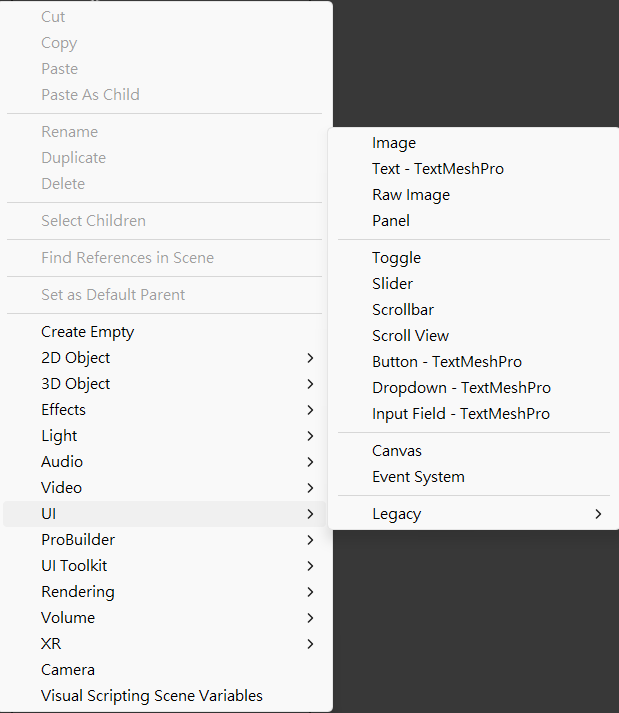 Cut
Copy
Paste
Paste As Child
Rename
Duplicate
Delete
Select Children
Find References in Scene
Set as Default Parent
Create Empty
2D Object
3D Object
Effects
Light
Audio
Video
UI
ProBuilder
UI Toolkit
Rendering
Volume
XR
Camera
Visual Scripting Scene Variables
Image
Text - TextMeshPro
Raw Image
Panel
Toggle
Slider
Scrollbar
Scroll View
Button - TextMeshPro
Dropdown - TextMeshPro
Input Field - TextMeshPro
Canvas
Event System
Legacy